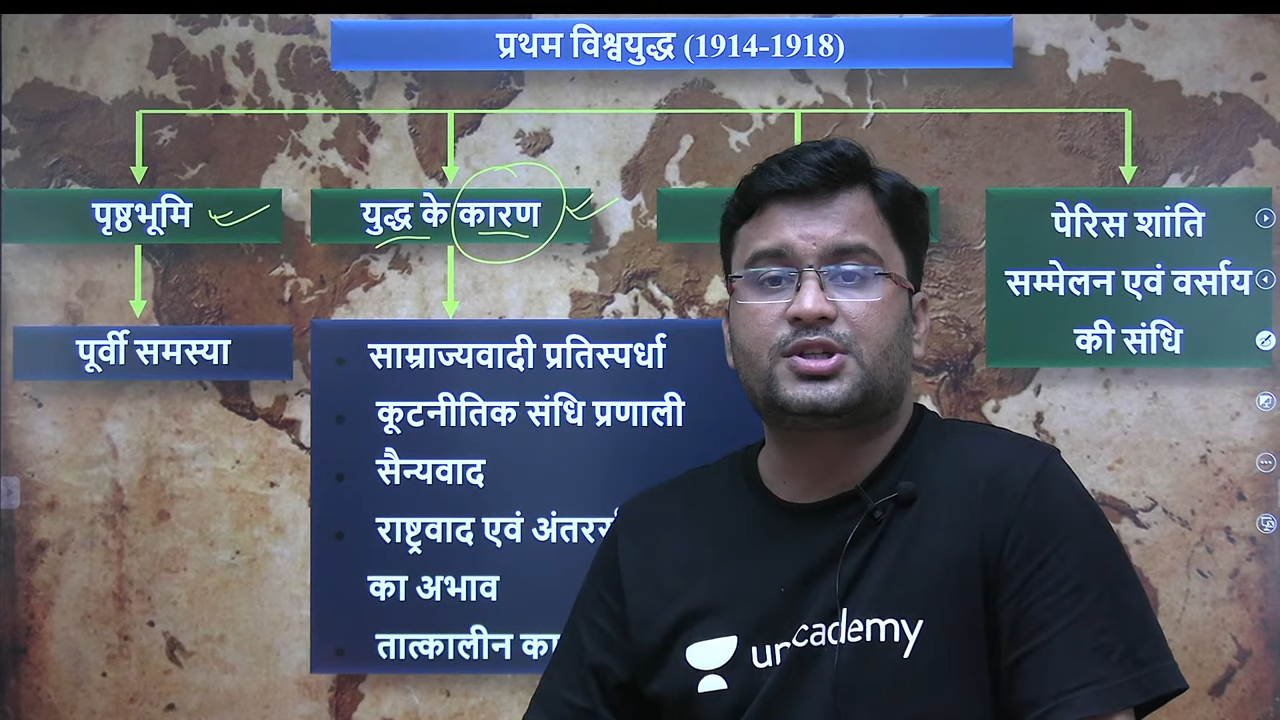 प्रथम विश्वयुद्ध (1914-1918)
पृष्ठभूमि
युद्ध के कारण
पेरिस शांति
सम्मेलन एवं वर्साय
की संधि
पूर्वी समस्या
साम्राज्यवादी प्रतिस्पर्धा
कूटनीतिक संधि प्रणाली
सैन्यवाद
राष्ट्रवाद एवं
का अभाव
तात्कालीन
unacademy